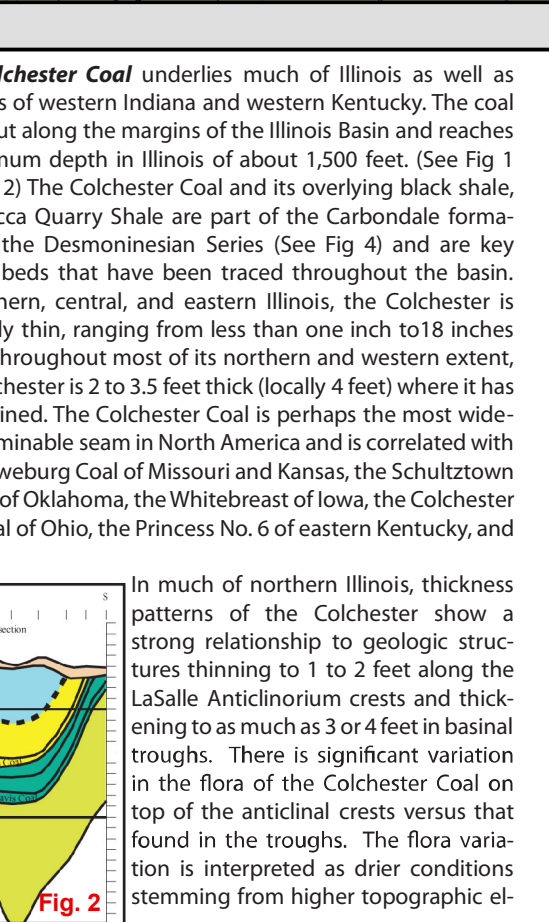 lchester Coal underlies much of Illinois as well as
s of western Indiana and western Kentucky. The coal
ut along the margins of the Illinois Basin and reaches
mum depth in Illinois of about 1,500 feet. (See Fig 1
2) The Colchester Coal and its overlying black shale,
cca Quarry Shale are part of the Carbondale forma-
the Desmoninesian Series (See Fig 4) and are key
beds that have been traced throughout the basin.
hern, central, and eastern Illinois, the Colchester is
ly thin, ranging from less than one inch to18 inches
hroughout most of its northern and western extent,
chester is 2 to 3.5 feet thick (locally 4 feet) where it has
ined. The Colchester Coal is perhaps the most wide-
minable seam in North America and is correlated with
weburg Coal of Missouri and Kansas, the Schultztown
of Oklahoma, the Whitebreast of Iowa, the Colchester
al of Ohio, the Princess No. 6 of eastern Kentucky, and
In much of northern Illinois, thickness
patterns of the Colchester show a
strong relationship to geologic struc-
tures thinning to 1 to 2 feet along the
LaSalle Anticlinorium crests and thick-
ening to as much as 3 or 4 feet in basinal
troughs. There is significant variation
in the flora of the Colchester Coal on
top of the anticlinal crests versus that
found in the troughs. The flora varia-
tion is interpreted as drier conditions
stemming from higher topographic el-
S
section
Coal
avis Coal
Fig. 2